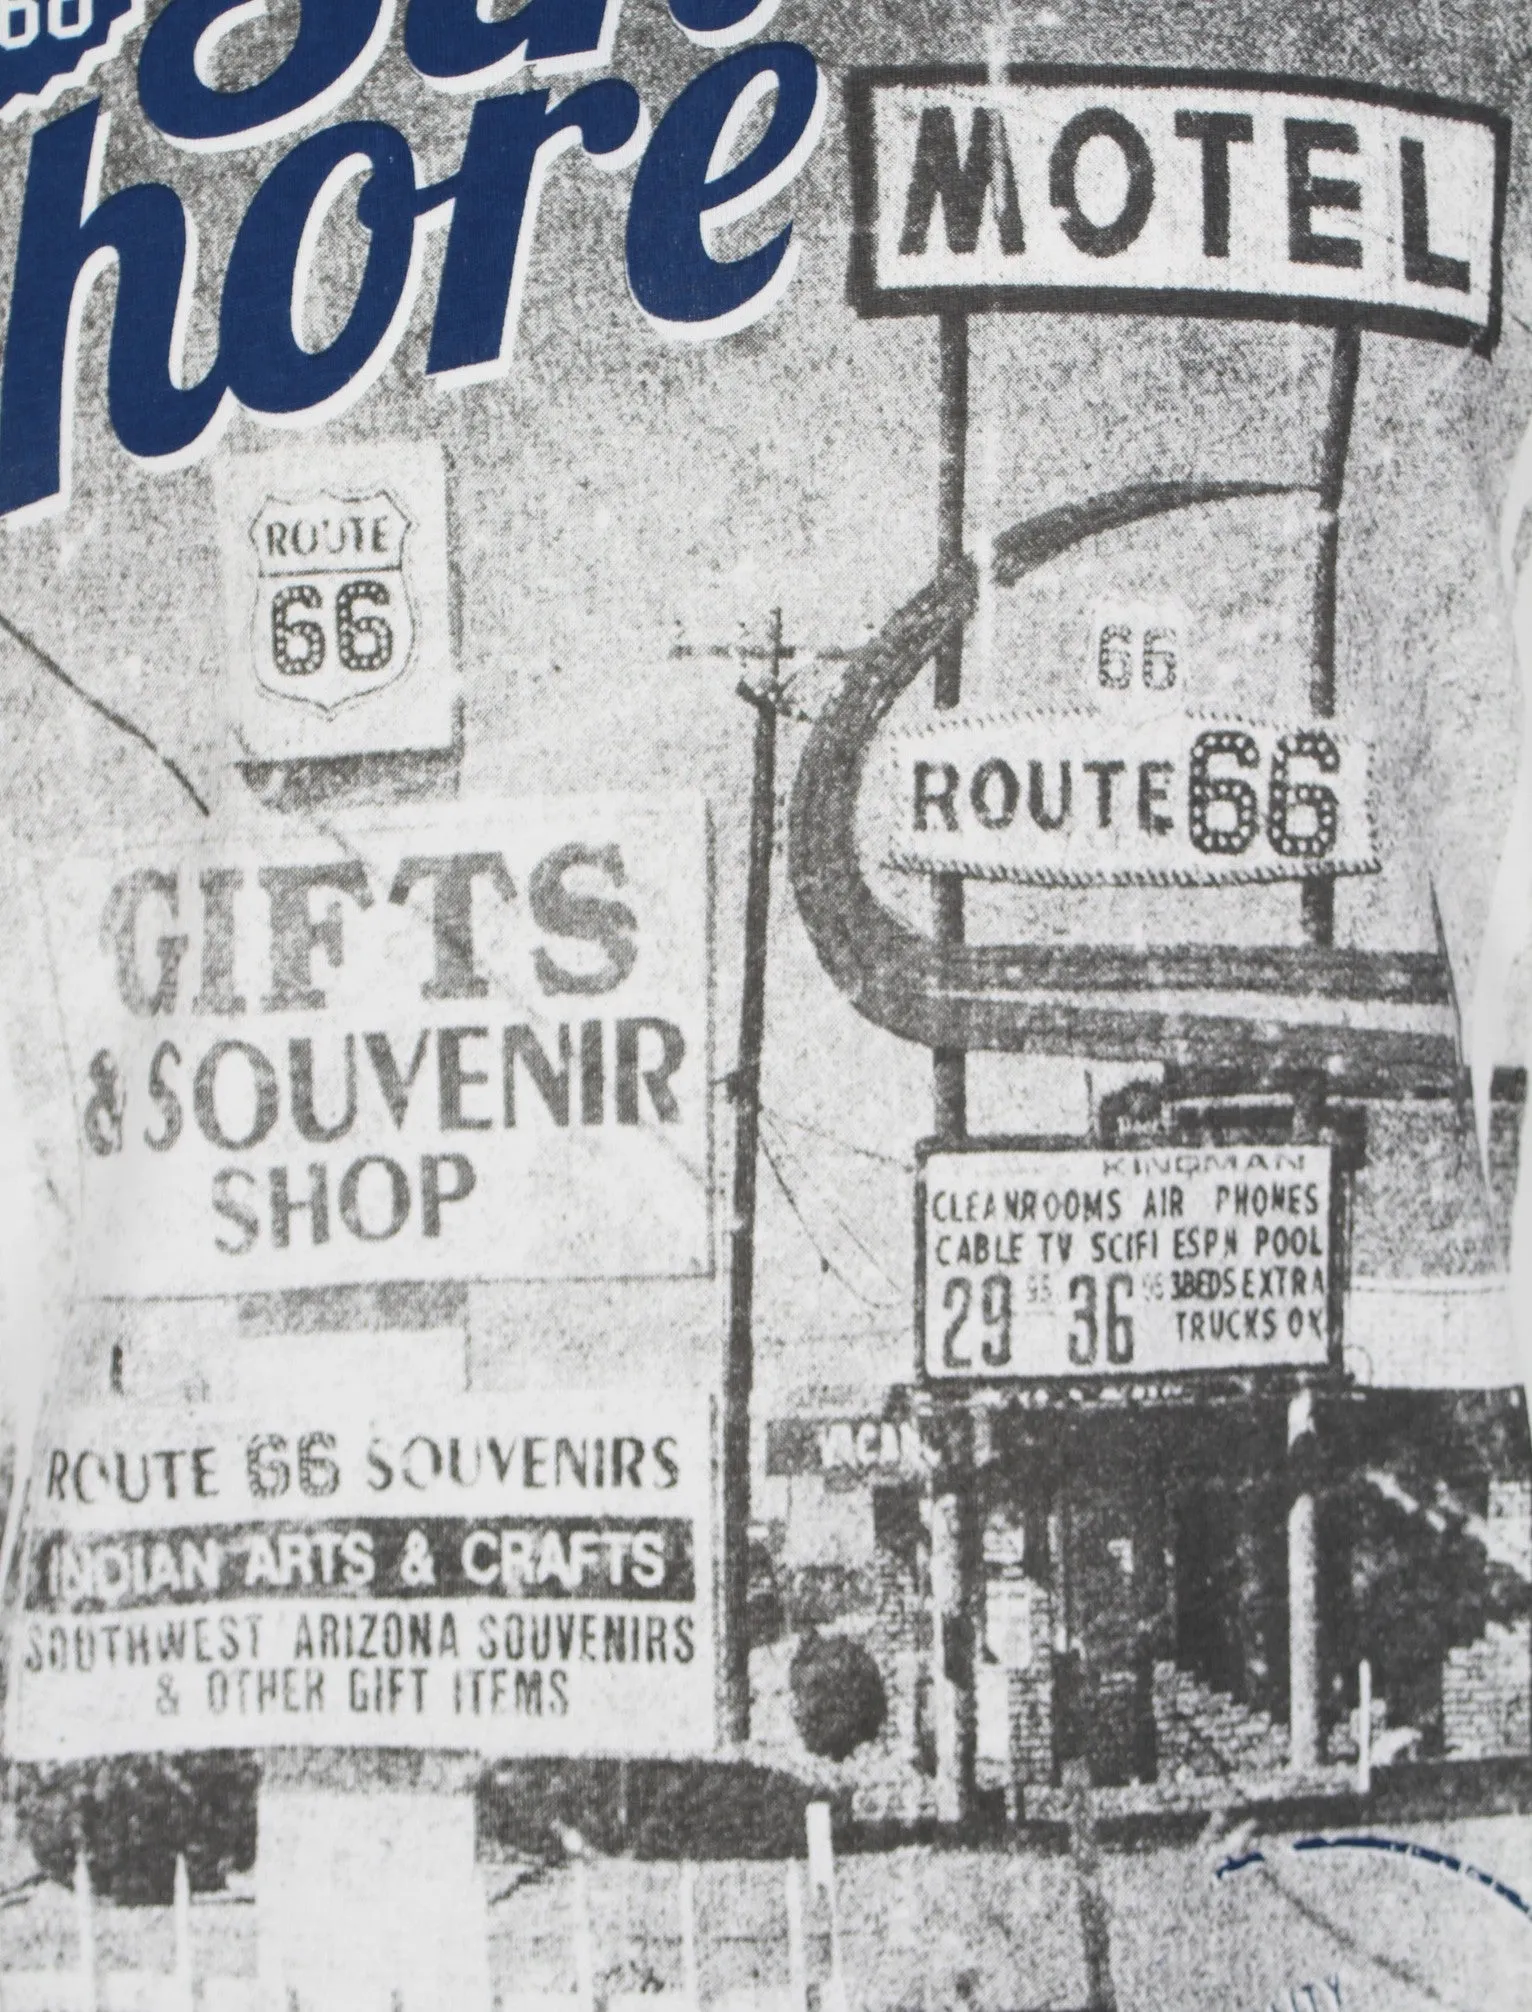 66
hore
MOTEL
ROUTE
66
66
ROUTE 66
GIFTS
& SOUVENIR
SHOP
KINGMAN
CLEANROOMS AIR PHONES
CABLE TV SCIFI ESPN POOL
29 95 36 95 3BEDS EXTRA
TRUCKS OK
ROUTE 66 SOUVENIRS
INDIAN ARTS & CRAFTS
SOUTHWEST ARIZONA SOUVENIRS
& OTHER GIFT ITEMS